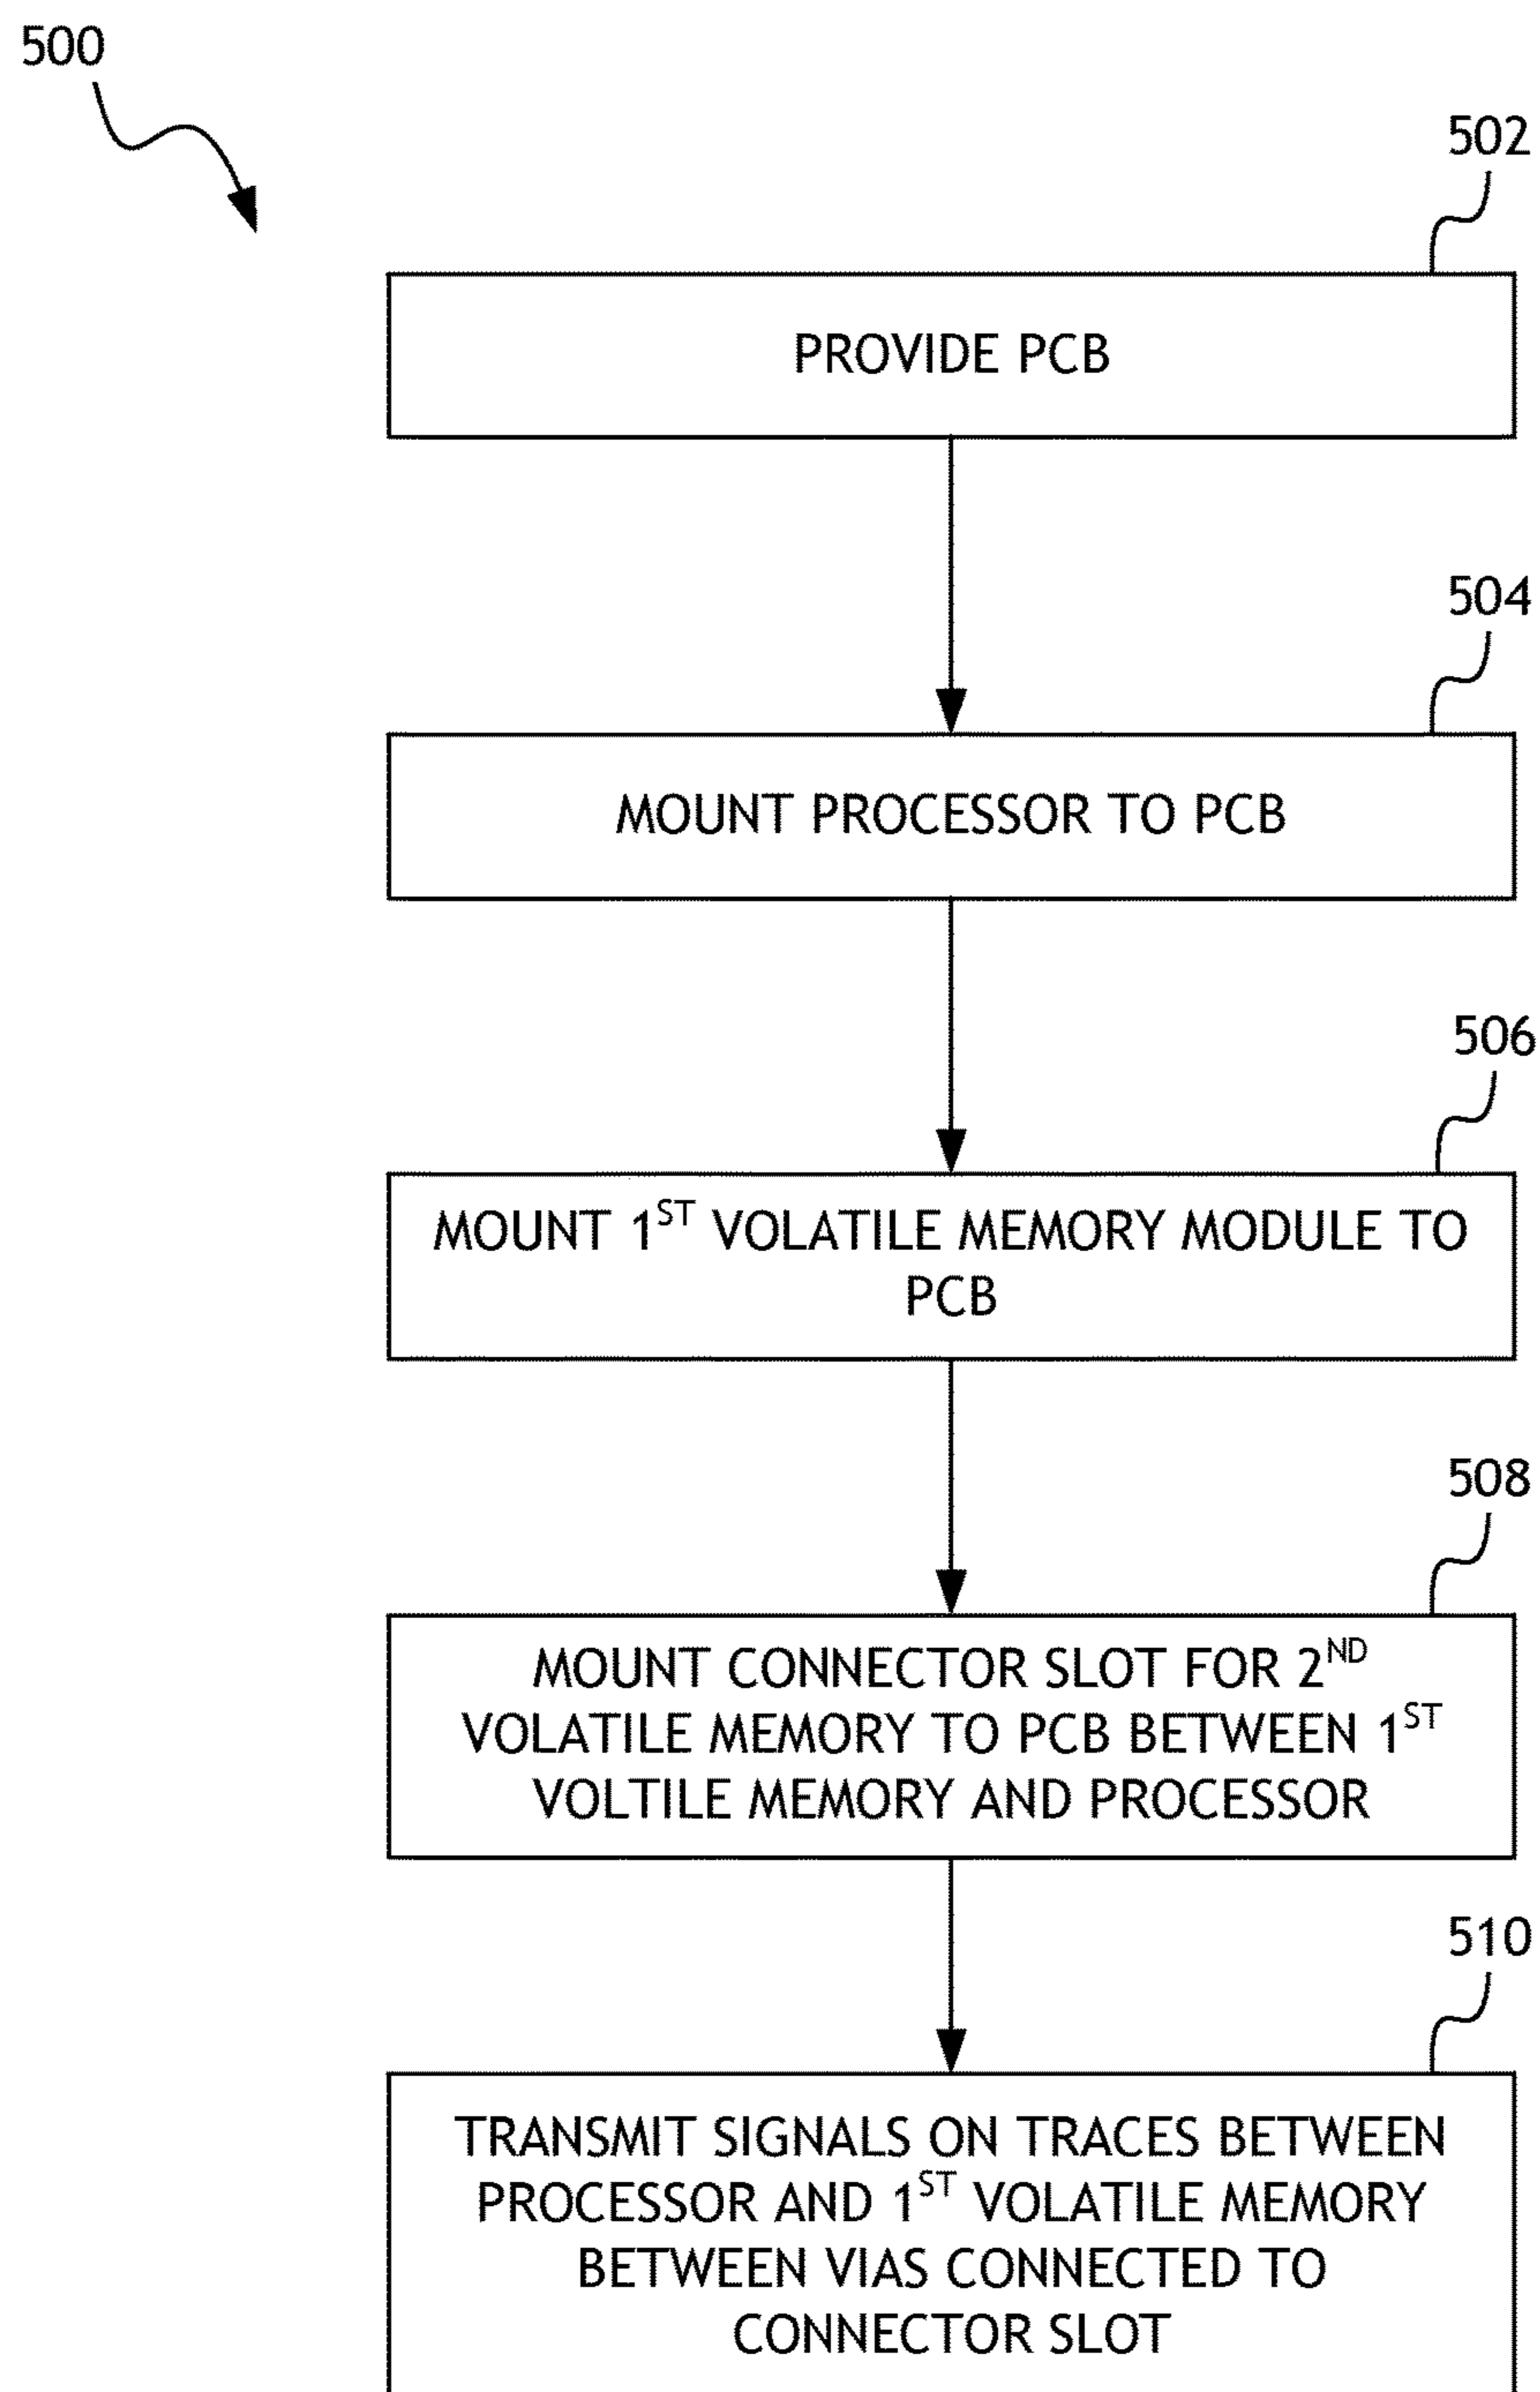 500
502
PROVIDE PCB
504
MOUNT PROCESSOR TO PCB
506
MOUNT 1ST VOLATILE MEMORY MODULE TO
PCB
508
MOUNT CONNECTOR SLOT FOR 2ND
VOLATILE MEMORY TO PCB BETWEEN 1ST
VOLTILE MEMORY AND PROCESSOR
510
TRANSMIT SIGNALS ON TRACES BETWEEN
PROCESSOR AND 1ST VOLATILE MEMORY
BETWEEN VIAS CONNECTED TO
CONNECTOR SLOT